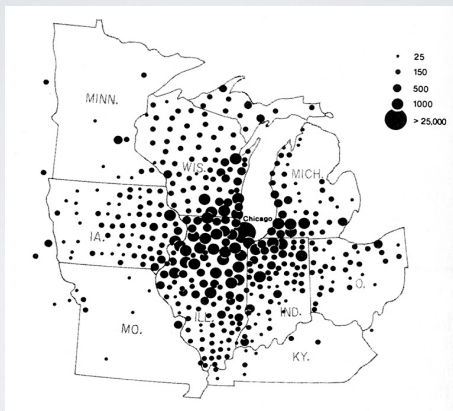 25
150
500
1000
> 25,000
MINN.
WIS.
MICH.
Chicago
IA.
ILL.
IND.
O.
MO.
KY.